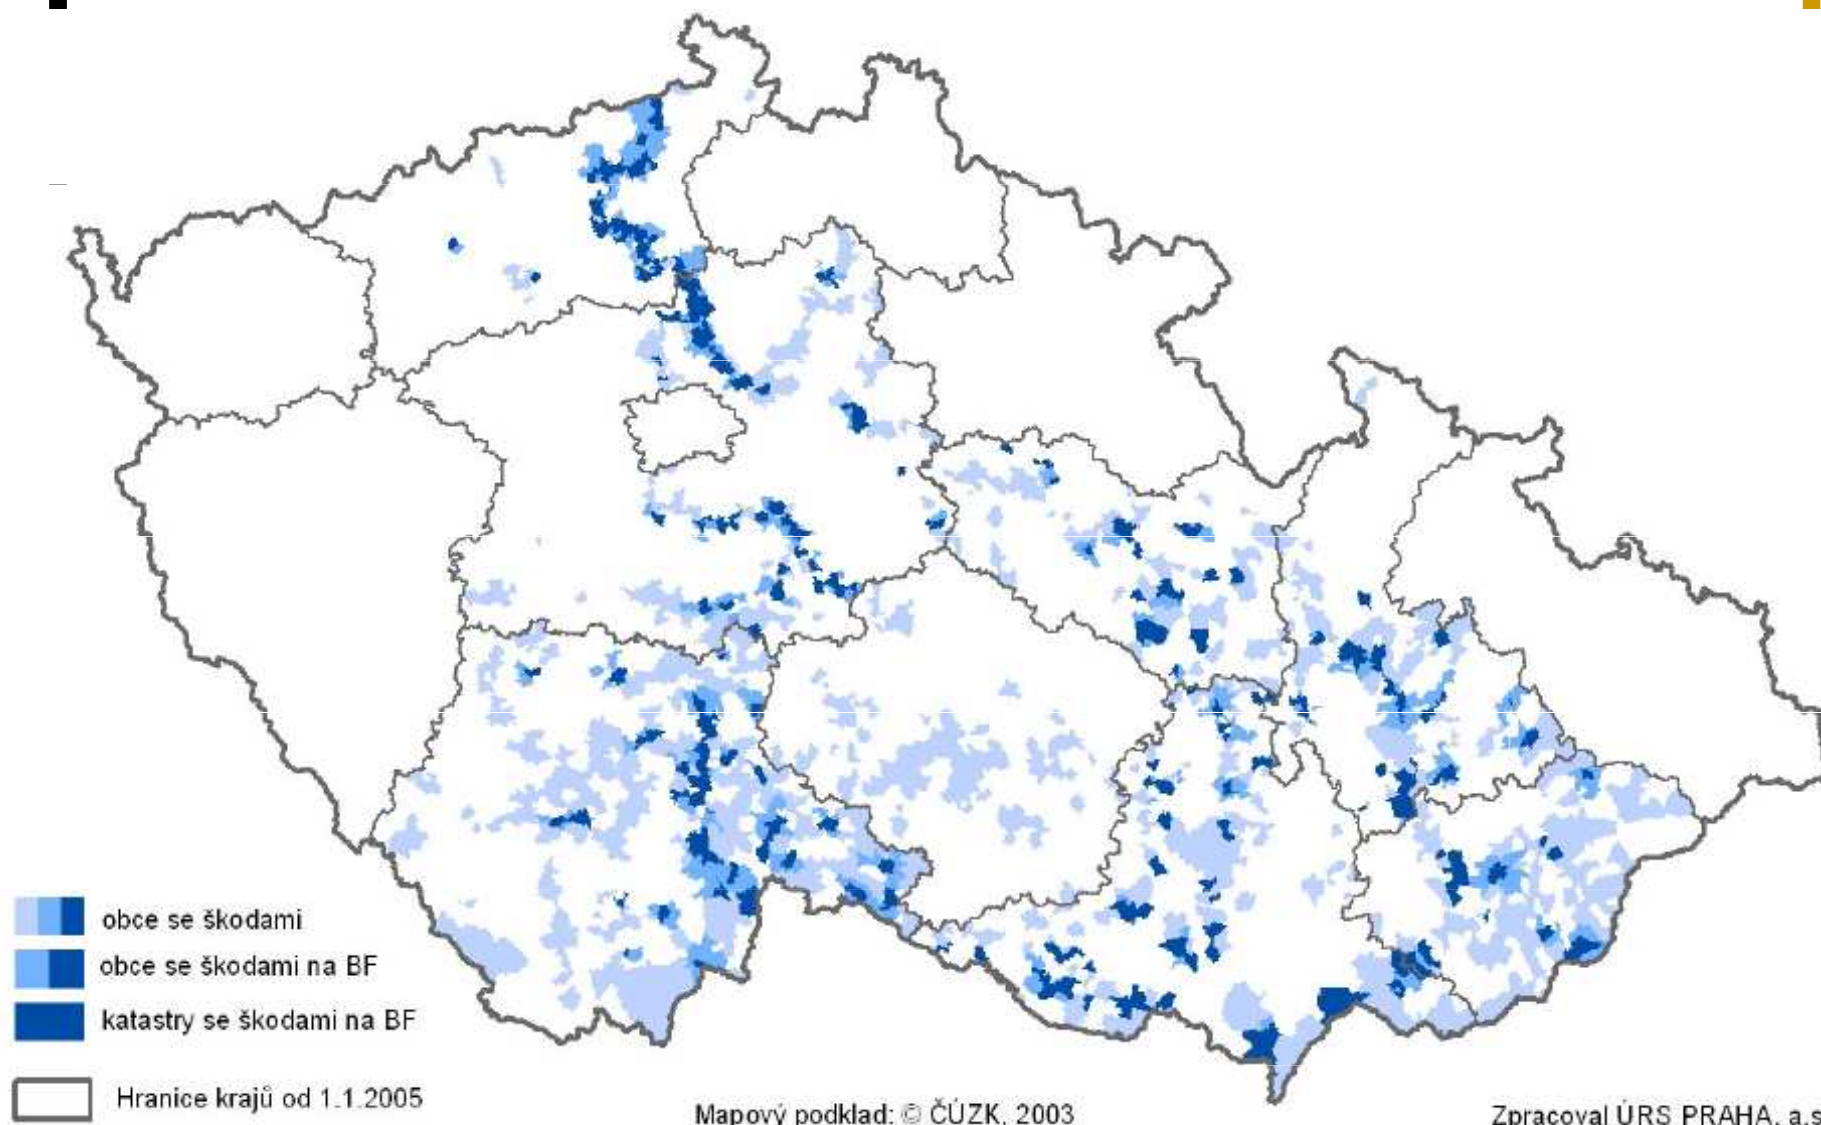 obce se škodami
obce se škodami na BF
katastry se škodami na BF
Hranice krajů od 1.1.2005
Mapový podklad: © ČÚZK, 2003
Zpracoval ÚRS PRAHA, a.s